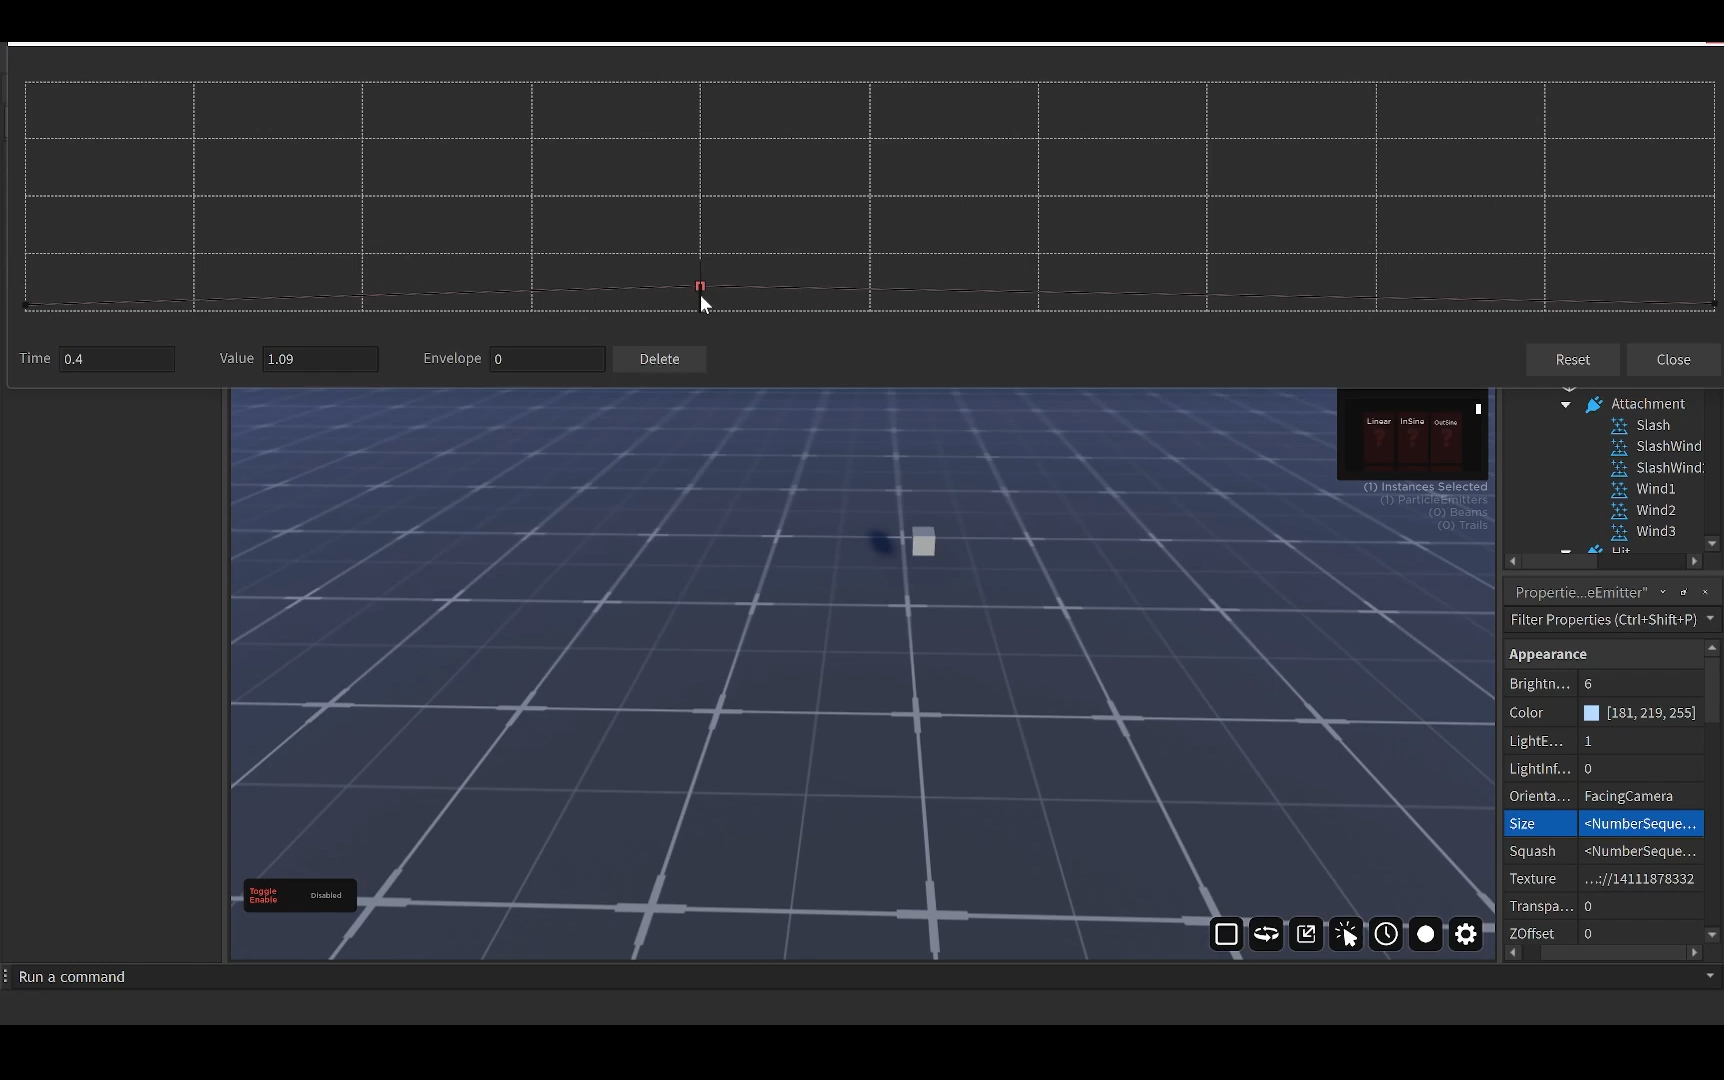 Time 0.4 Value 1.09 Envelope 0 Delete Reset Close
Linear InSine OutSine
(1) Instances Selected
(1) ParticleEmitters
(0) Beams
(0) Trails
Attachment
Slash
SlashWind
SlashWind
Wind1
Wind2
Wind3
Hit
Propertie...eEmitter"
Filter Properties (Ctrl+Shift+P)
Appearance
Brightn... 6
Color [181, 219, 255]
LightE... 1
LightInf... 0
Orienta... FacingCamera
Size <NumberSeque...
Squash <NumberSeque...
Texture ...://14111878332
Transpa... 0
ZOffset 0
Toggle
Enable
Disabled
Run a command